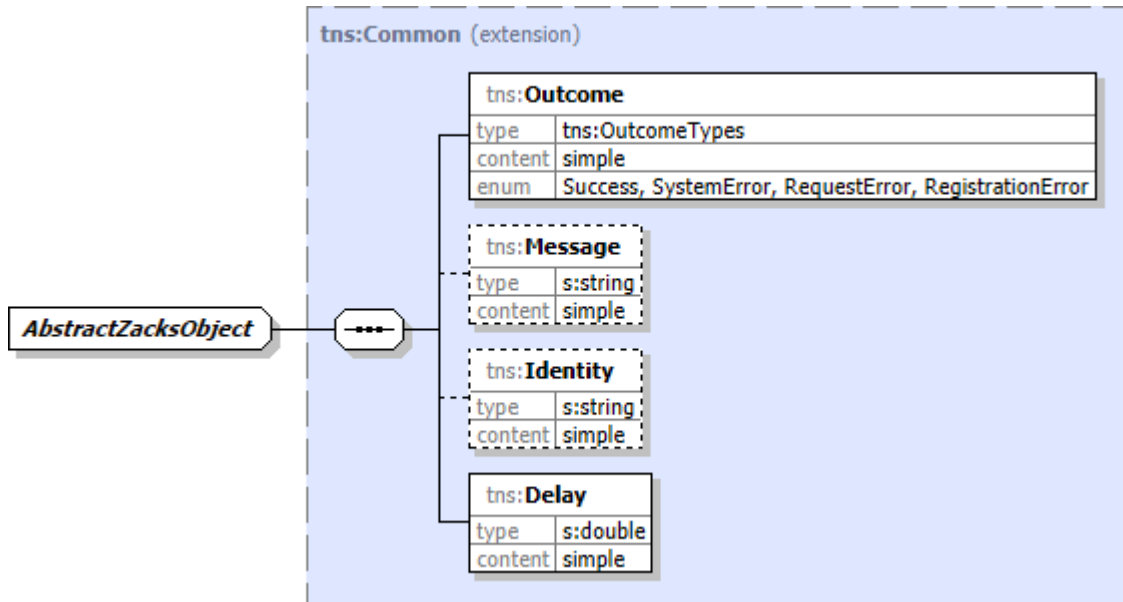 tns:Common (extension)
tns:Outcome
type tns:OutcomeTypes
content simple
enum Success, SystemError, RequestError, RegistrationError
tns:Message
type s:string
content simple
AbstractZacksObject
tns:Identity
type s:string
content simple
tns:Delay
type s:double
content simple